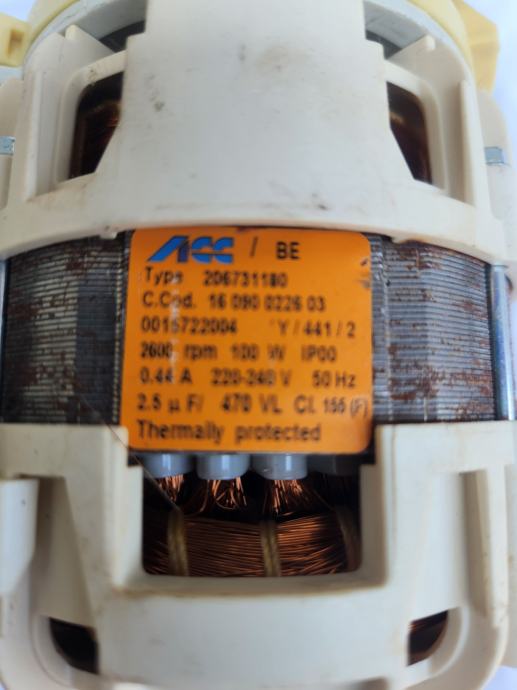 ACC / BE
Type 206731180
C.Cod. 16 090 0226 03
0015722004 Y / 441 / 2
2600 rpm 100 W IP00
0.44 A 220-240 V 50 Hz
2.5 µ F/ 470 VL Cl. 155 (F)
Thermally protected